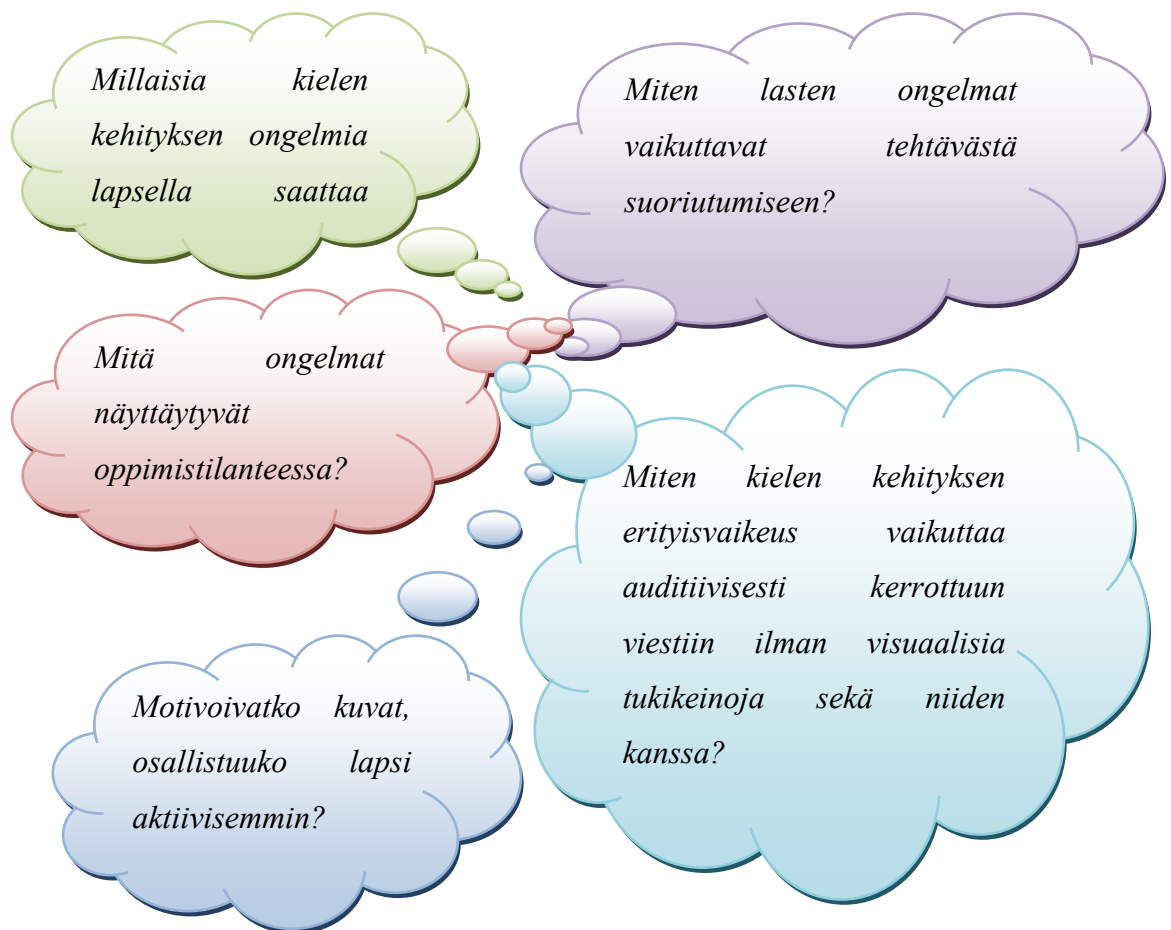 Millaisia kielen
kehityksen ongelmia
lapsella saattaa
Miten lasten ongelmat
vaikuttavat tehtävästä
suoriutumiseen?
Mitä ongelmat
näyttäytyvät
oppimistilanteessa?
Miten kielen kehityksen
erityisvaikeus vaikuttaa
auditiivisesti kerrottuun
viestiin ilman visuaalisia
tukikeinoja sekä niiden
kanssa?
Motivoivatko kuvat,
osallistuuko lapsi
aktiivisemmin?